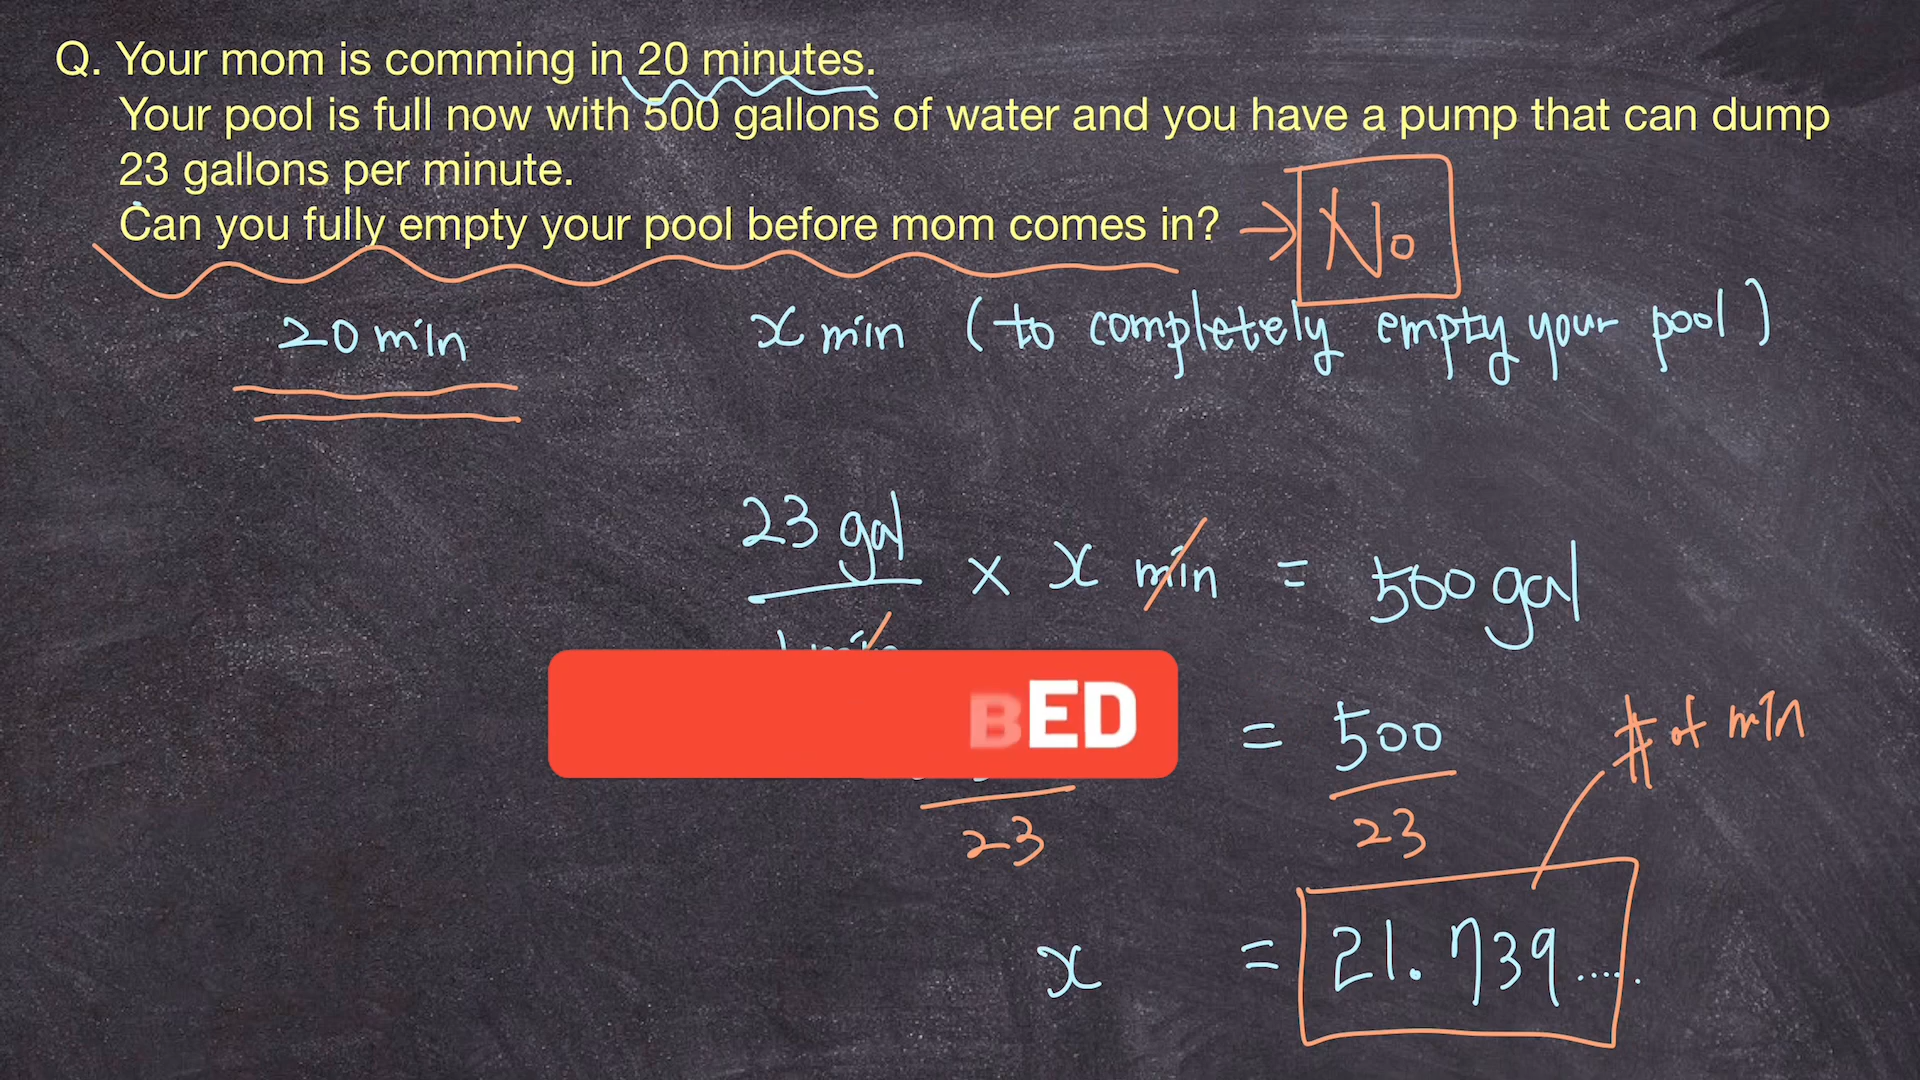 Q. Your mom is comming in 20 minutes.
Your pool is full now with 500 gallons of water and you have a pump that can dump
23 gallons per minute.
Can you fully empty your pool before mom comes in? → No
20 min
x min (to completely empty your pool)
23 gal × x min = 500 gal
1 min
BED
= 500
# of min
23
23
x = 21.739.....